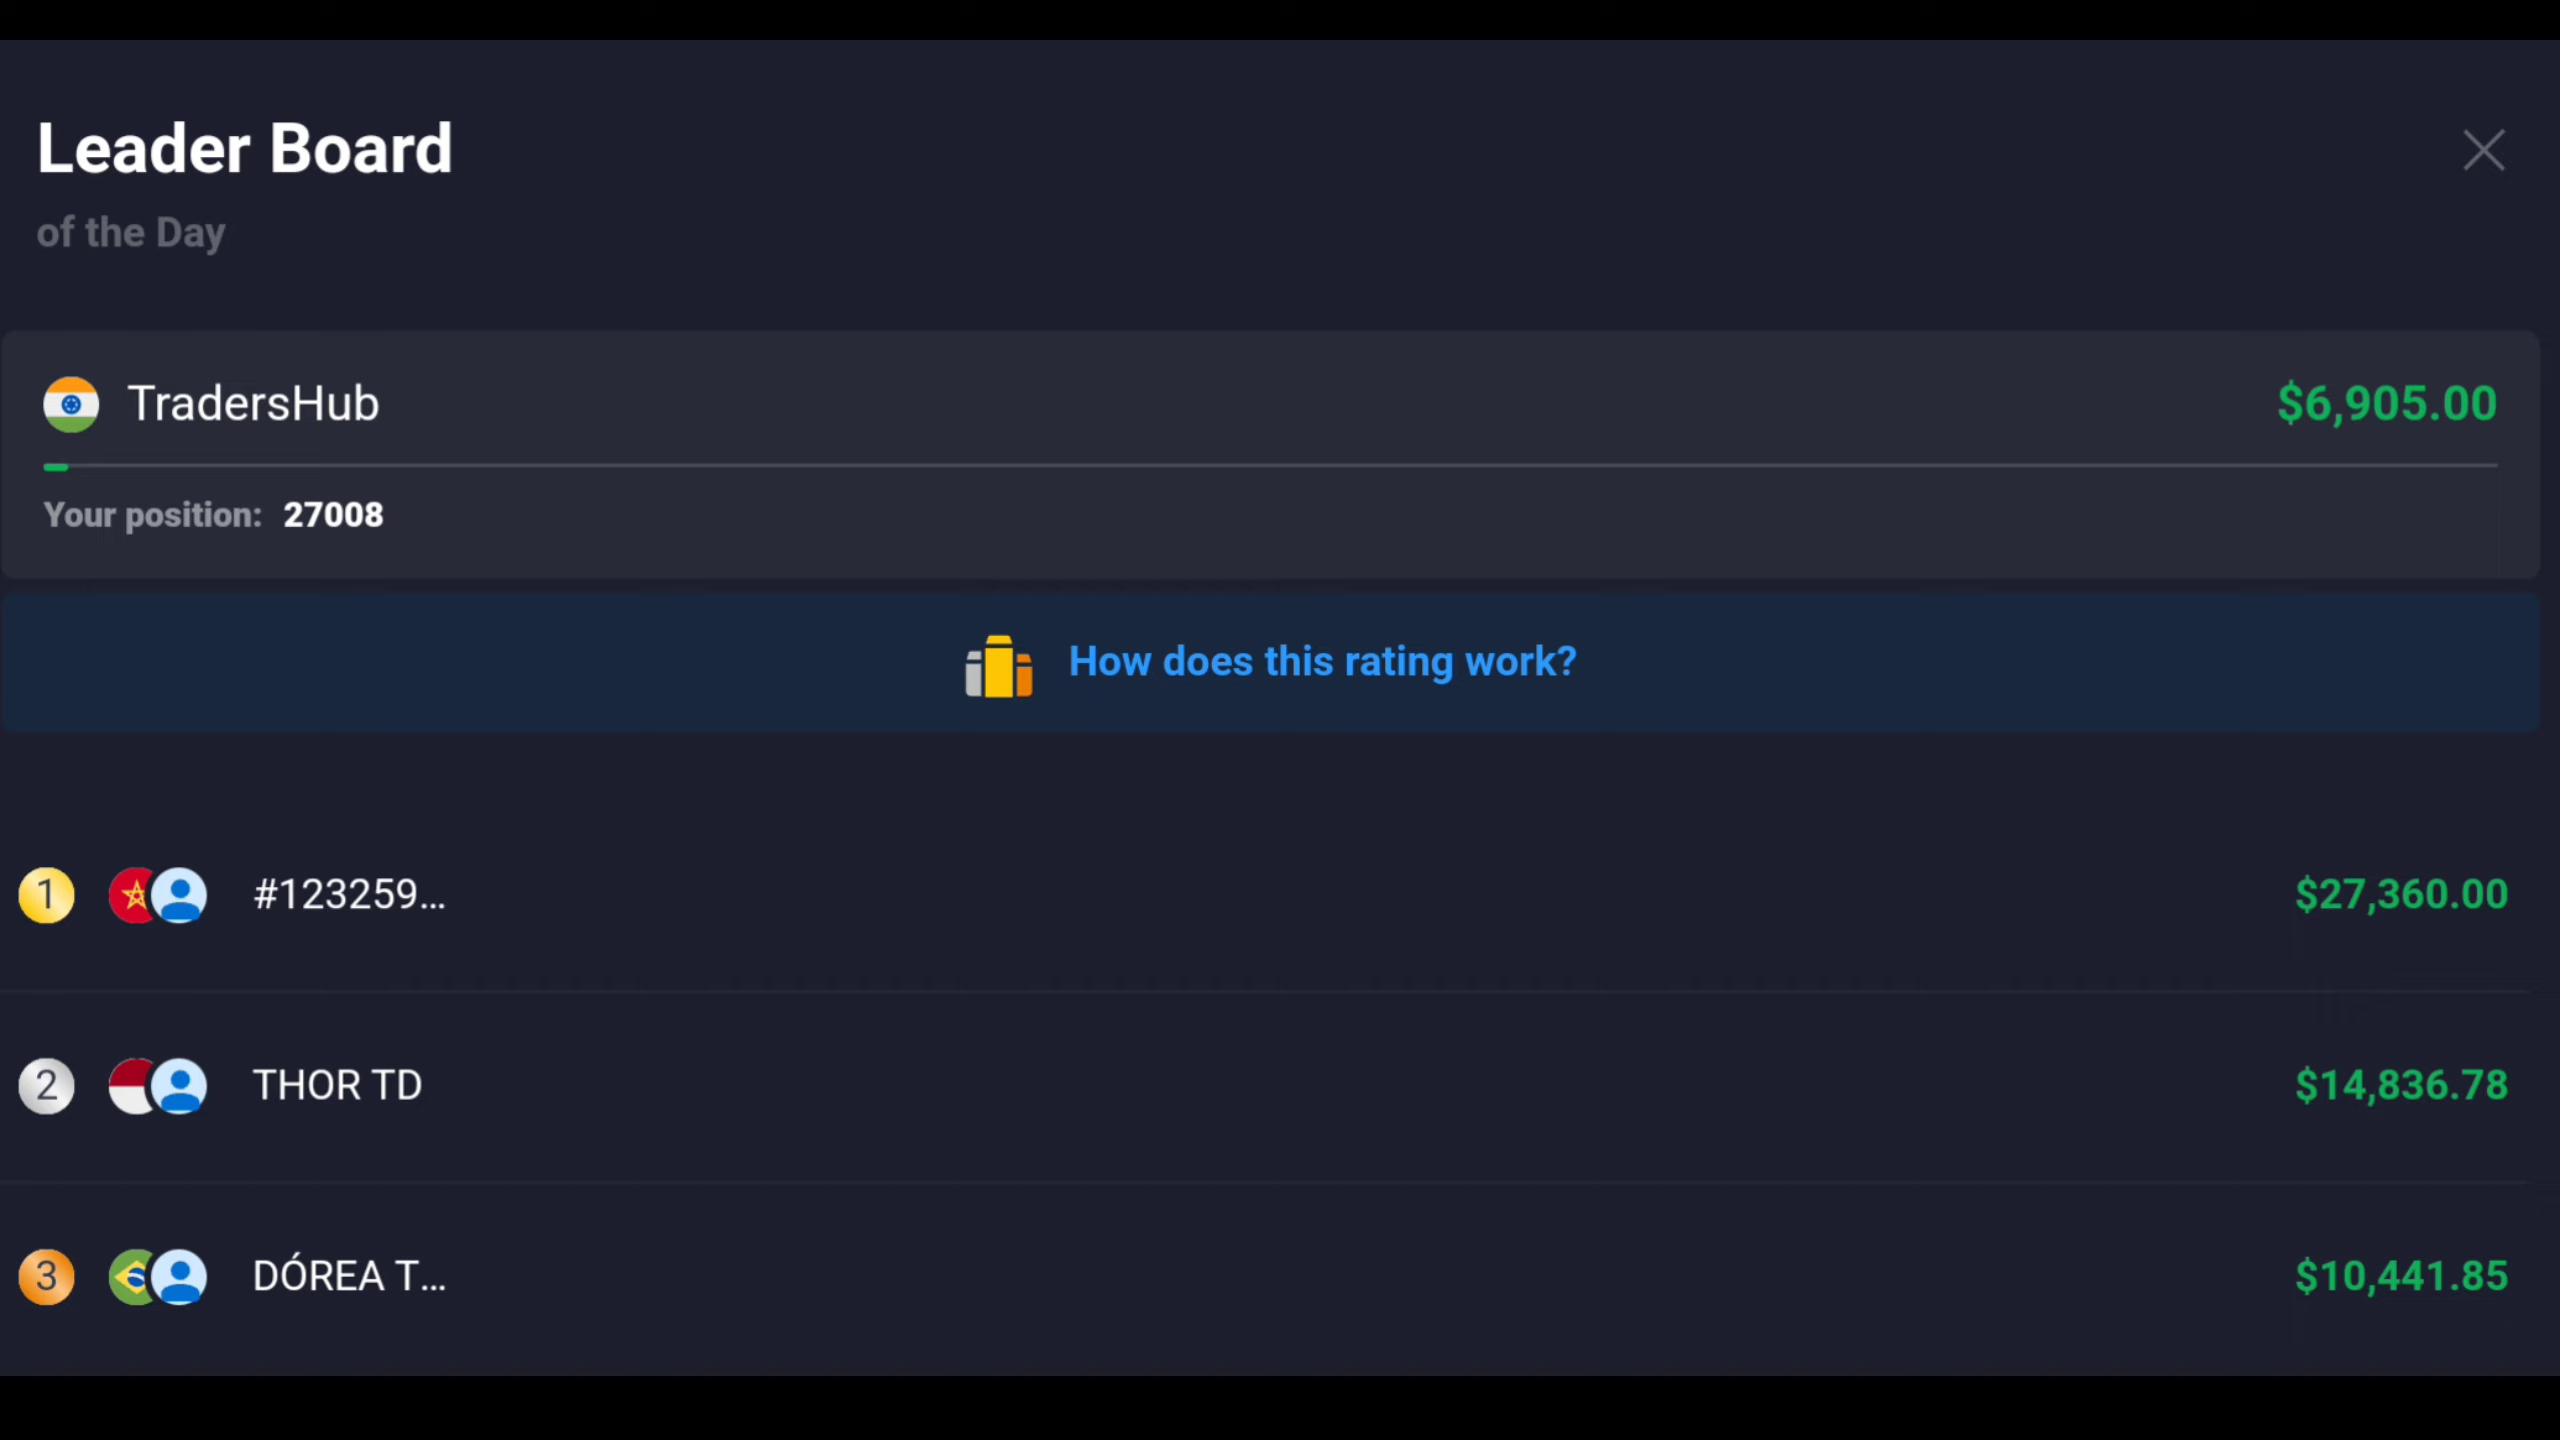 Leader Board
of the Day
TradersHub
$6,905.00
Your position: 27008
How does this rating work?
1 #123259... $27,360.00
2 THOR TD $14,836.78
3 DÓREA T... $10,441.85